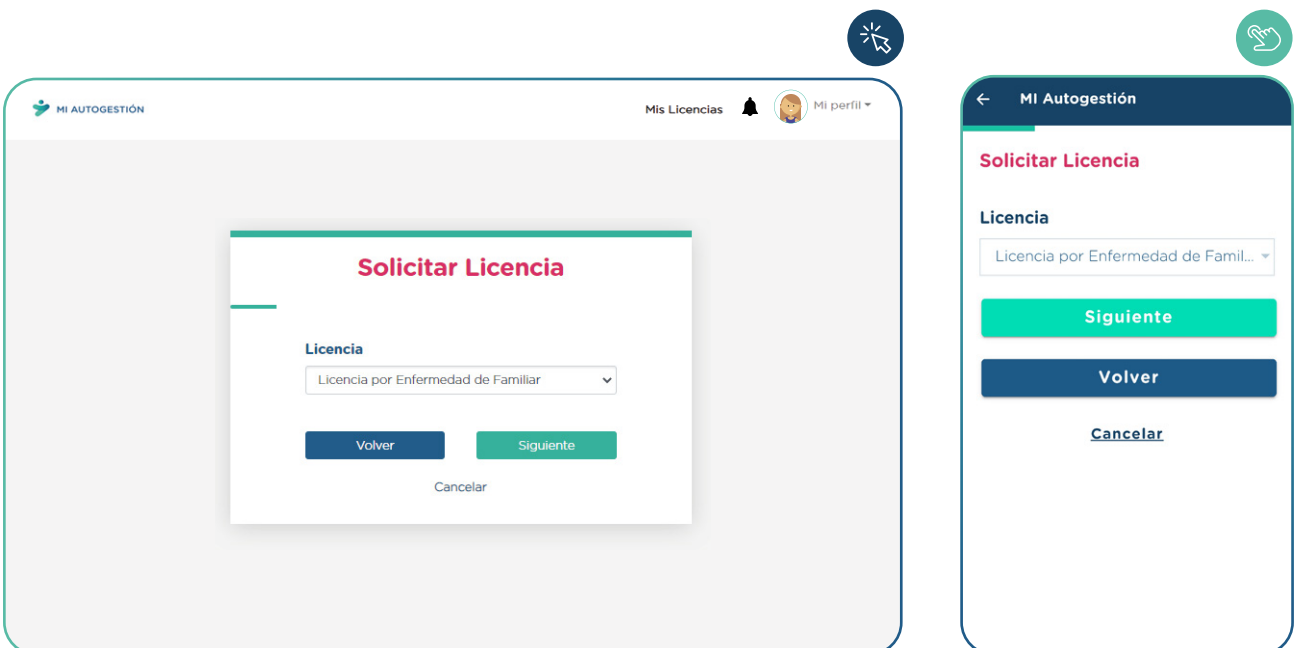 MI AUTOGESTIÓN
Mis Licencias
Mi perfil
Solicitar Licencia
Licencia
Licencia por Enfermedad de Familiar
Volver
Siguiente
Cancelar
MI Autogestión
Solicitar Licencia
Licencia
Licencia por Enfermedad de Famil...
Siguiente
Volver
Cancelar